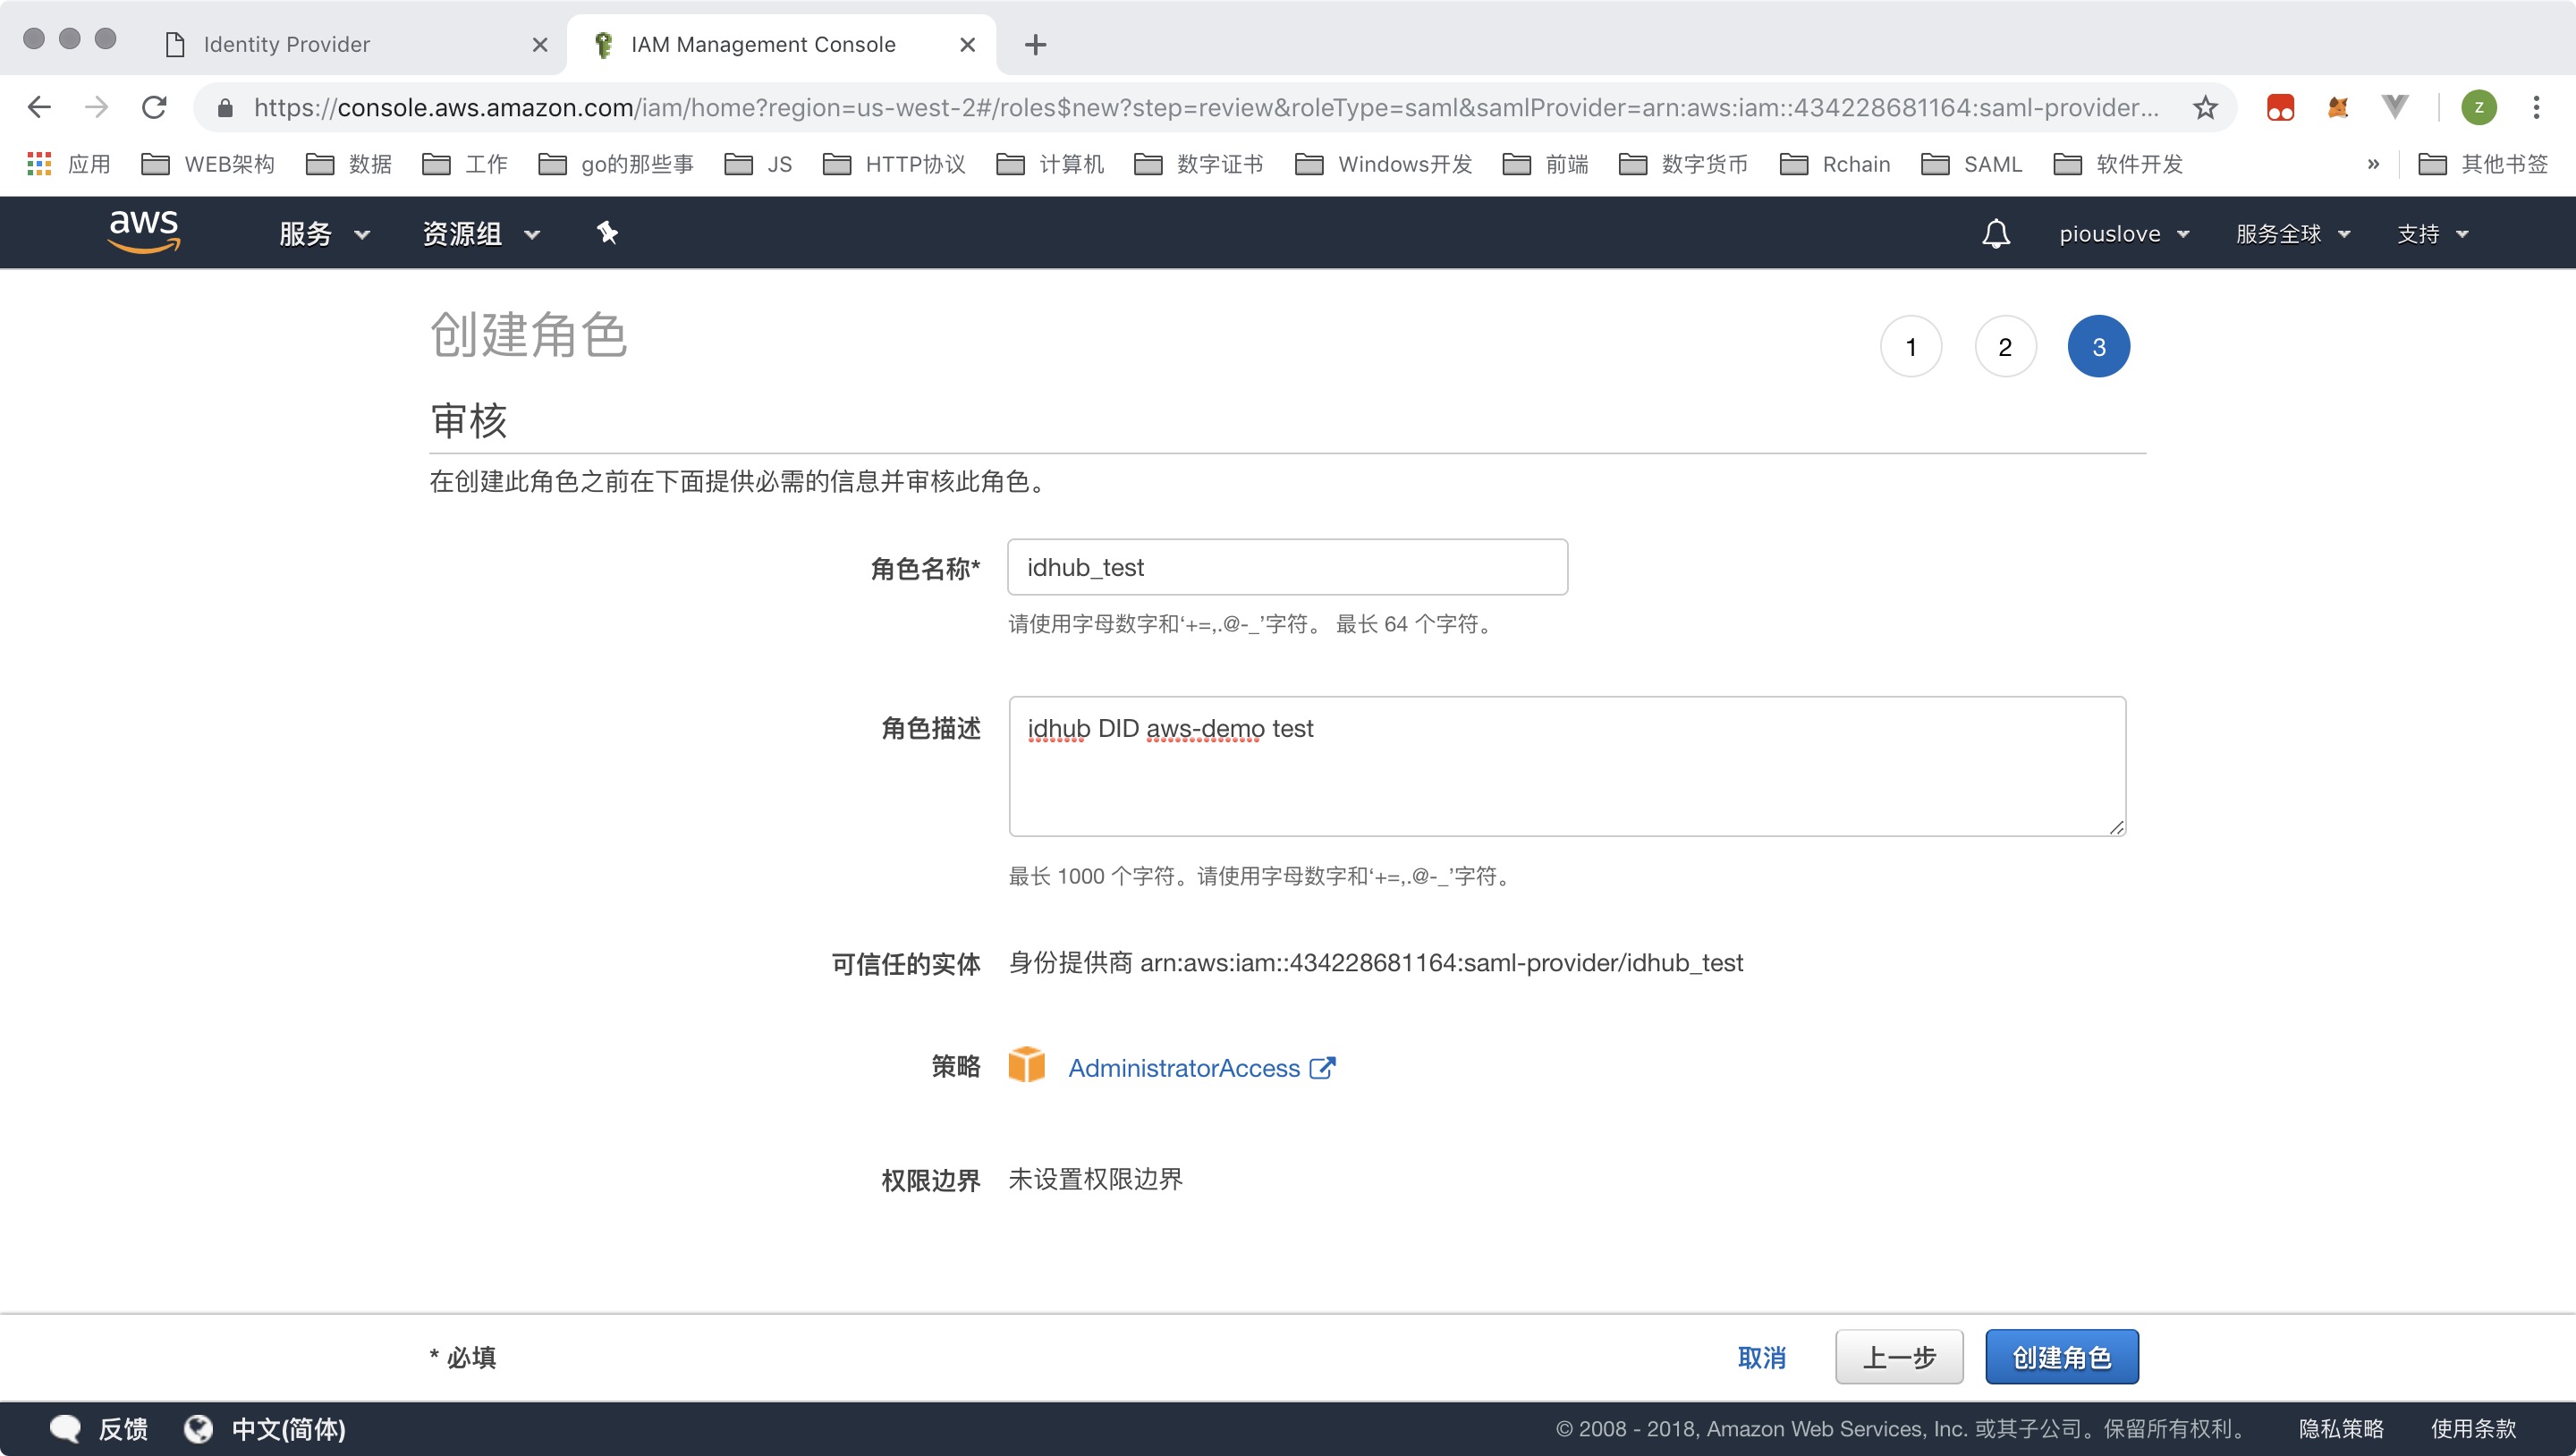 Identity Provider
IAM Management Console
https://console.aws.amazon.com/iam/home?region=us-west-2#/roles$new?step=review&roleType=saml&samlProvider=arn:aws:iam::434228681164:saml-provider...
z
应用 WEB架构 数据 工作 go的那些事 JS HTTP协议 计算机 数字证书 Windows开发 前端 数字货币 Rchain SAML 软件开发 » 其他书签
aws 服务 资源组 piouslove 服务全球 支持
创建角色
1 2 3
审核
在创建此角色之前在下面提供必需的信息并审核此角色。
角色名称* idhub_test
请使用字母数字和‘+=,.@-_’字符。 最长 64 个字符。
角色描述 idhub DID aws-demo test
最长 1000 个字符。请使用字母数字和‘+=,.@-_’字符。
可信任的实体 身份提供商 arn:aws:iam::434228681164:saml-provider/idhub_test
策略 AdministratorAccess
权限边界 未设置权限边界
* 必填 取消 上一步 创建角色
反馈 中文(简体) © 2008 - 2018, Amazon Web Services, Inc. 或其子公司。保留所有权利。 隐私策略 使用条款